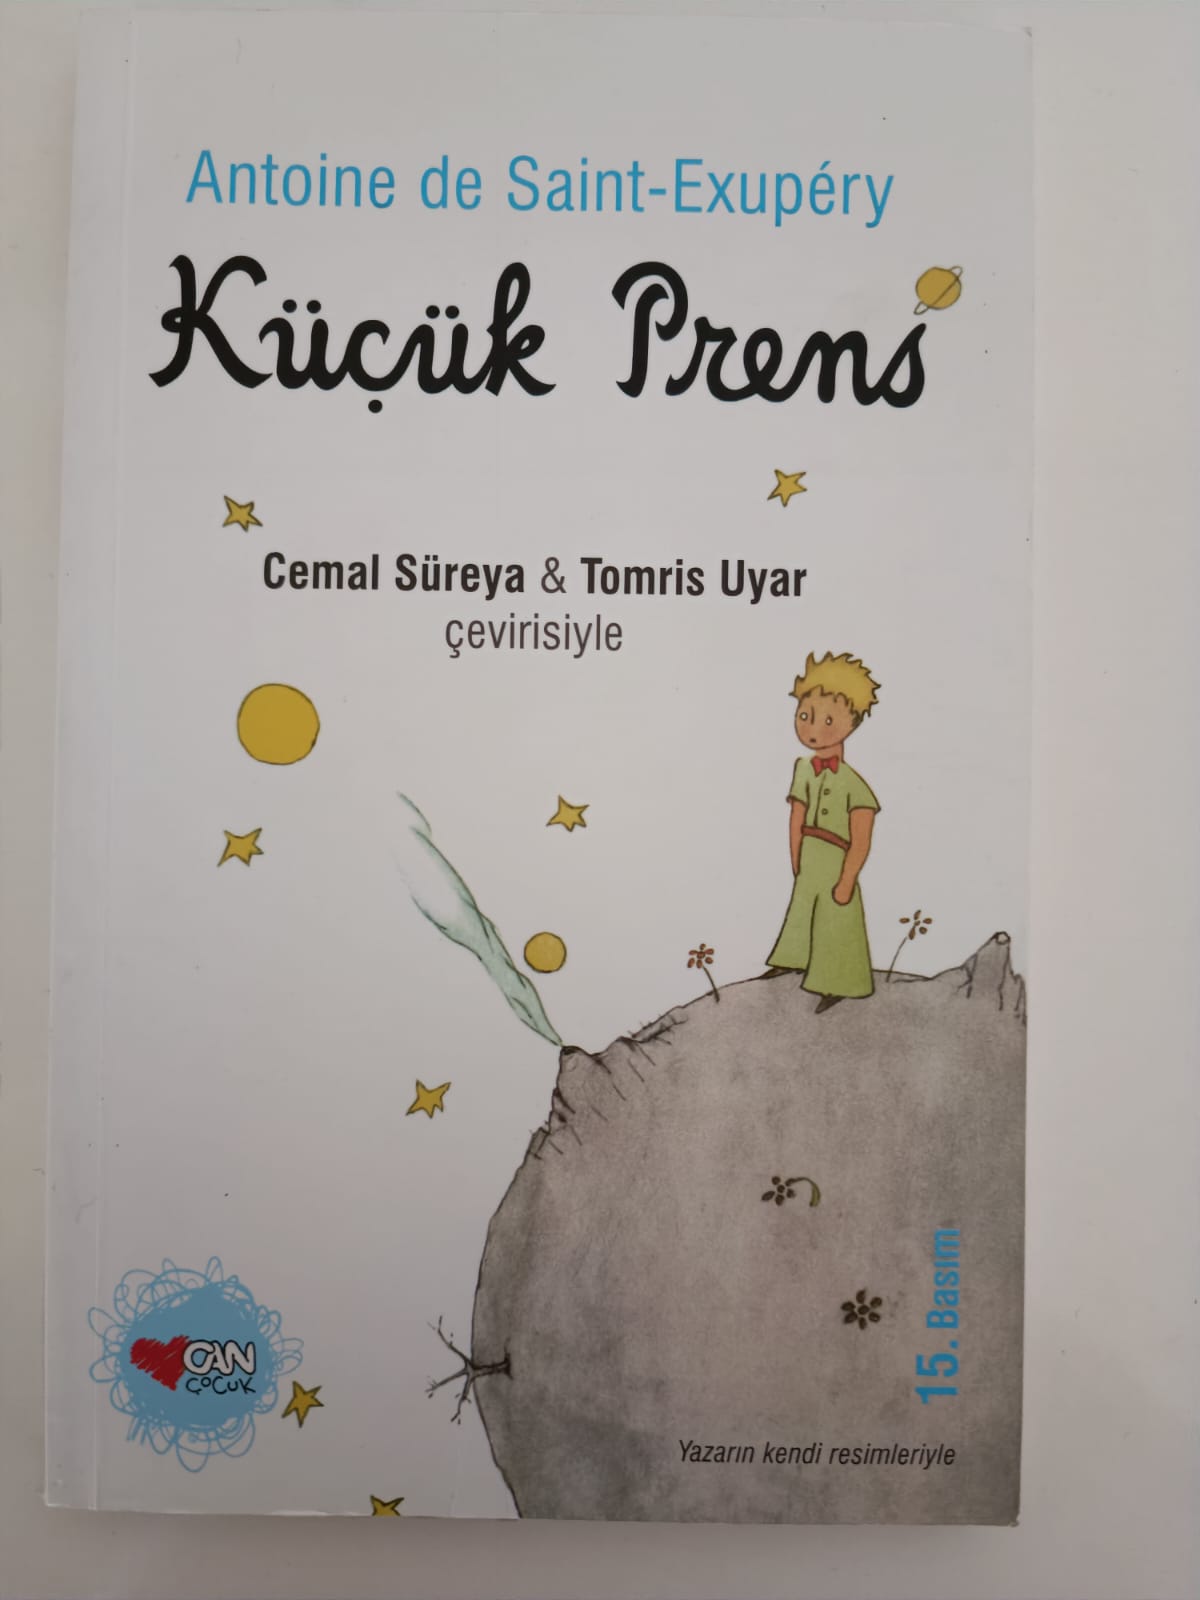 Antoine de Saint-Exupéry
Küçük Prens
Cemal Süreya & Tomris Uyar
çevirisiyle
CAN
ÇOCUK
15. Basım
Yazarın kendi resimleriyle